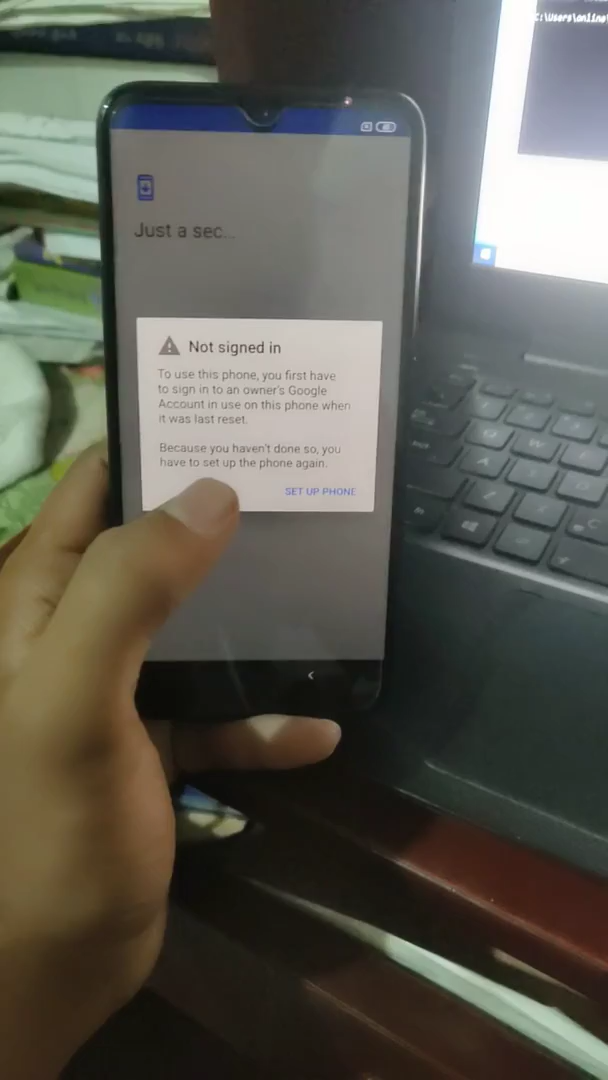 C:\Users\online
Just a sec...
Not signed in
To use this phone, you first have
to sign in to an owner's Google
Account in use on this phone when
it was last reset.
Because you haven't done so, you
have to set up the phone again.
SET UP PHONE